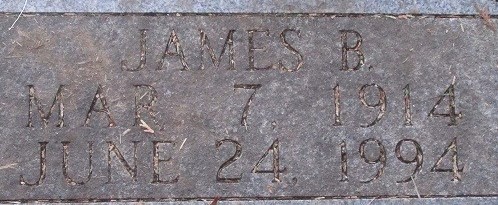 JAMES B.
MAR. 7, 1914
JUNE 24, 1994